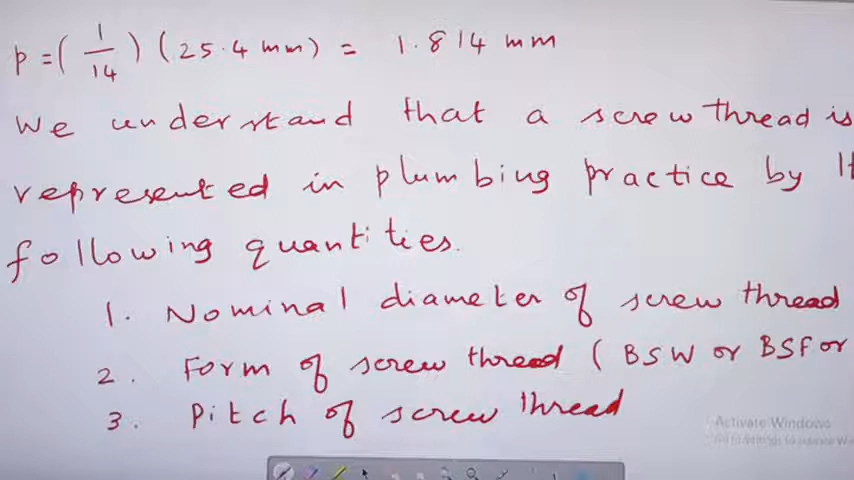 p = ( 1/14 ) ( 25.4 mm ) = 1.814 mm
We understand that a screw thread is
represented in plumbing practice by
following quantities.
1. Nominal diameter of screw thread
2. Form of screw thread ( BSW or BSF or
3. Pitch of screw thread
Activate Windows